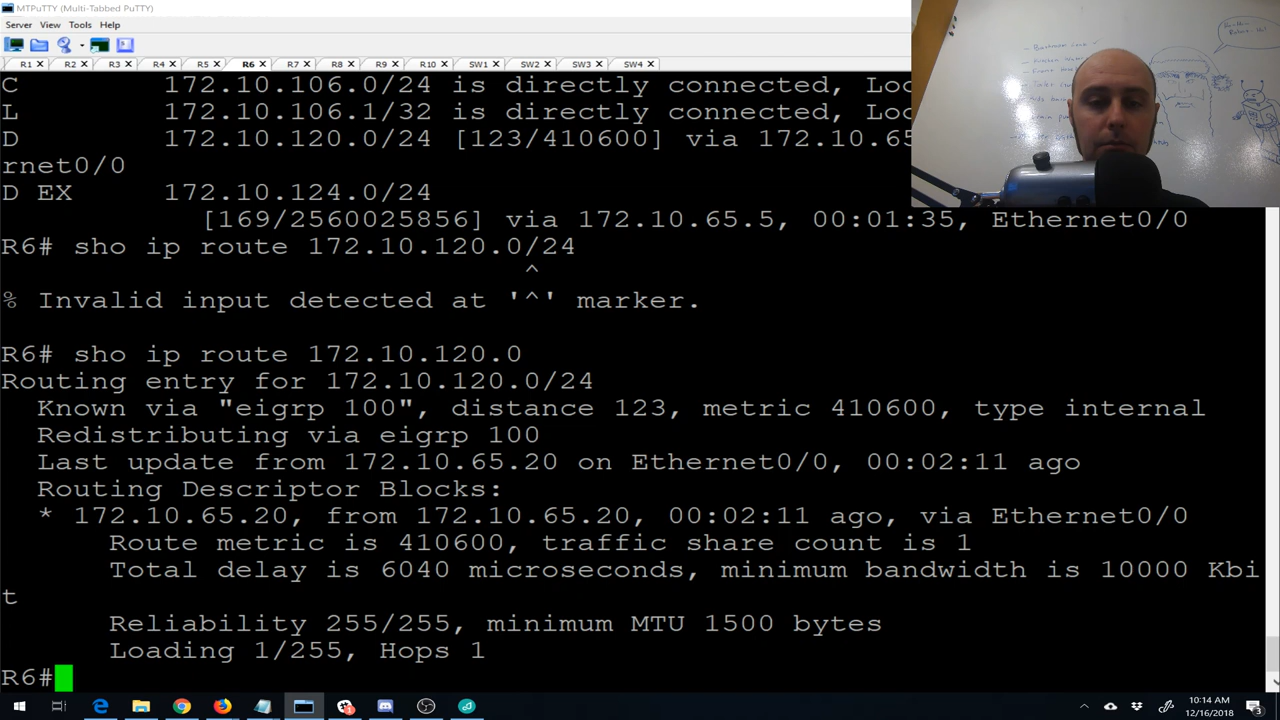 MTPuTTY (Multi-Tabbed PuTTY)
Server View Tools Help
R1 R2 R3 R4 R5 R6 R7 R8 R9 R10 SW1 SW2 SW3 SW4
C 172.10.106.0/24 is directly connected, Loo
L 172.10.106.1/32 is directly connected, Loo
D 172.10.120.0/24 [123/410600] via 172.10.65
rnet0/0
D EX 172.10.124.0/24
[169/2560025856] via 172.10.65.5, 00:01:35, Ethernet0/0
R6# sho ip route 172.10.120.0/24
^
% Invalid input detected at '^' marker.
R6# sho ip route 172.10.120.0
Routing entry for 172.10.120.0/24
Known via "eigrp 100", distance 123, metric 410600, type internal
Redistributing via eigrp 100
Last update from 172.10.65.20 on Ethernet0/0, 00:02:11 ago
Routing Descriptor Blocks:
* 172.10.65.20, from 172.10.65.20, 00:02:11 ago, via Ethernet0/0
Route metric is 410600, traffic share count is 1
Total delay is 6040 microseconds, minimum bandwidth is 10000 Kbi
t
Reliability 255/255, minimum MTU 1500 bytes
Loading 1/255, Hops 1
R6#
10:14 AM
12/16/2018
3